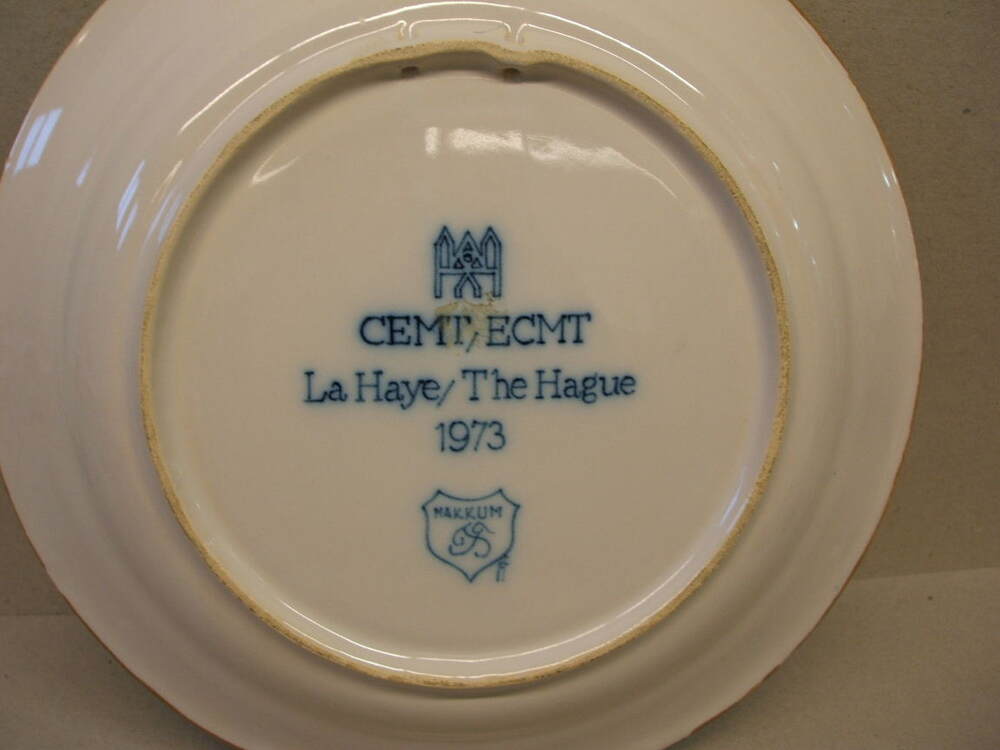 CEMT/ECMT
La Haye/The Hague
1973
MAKKUM